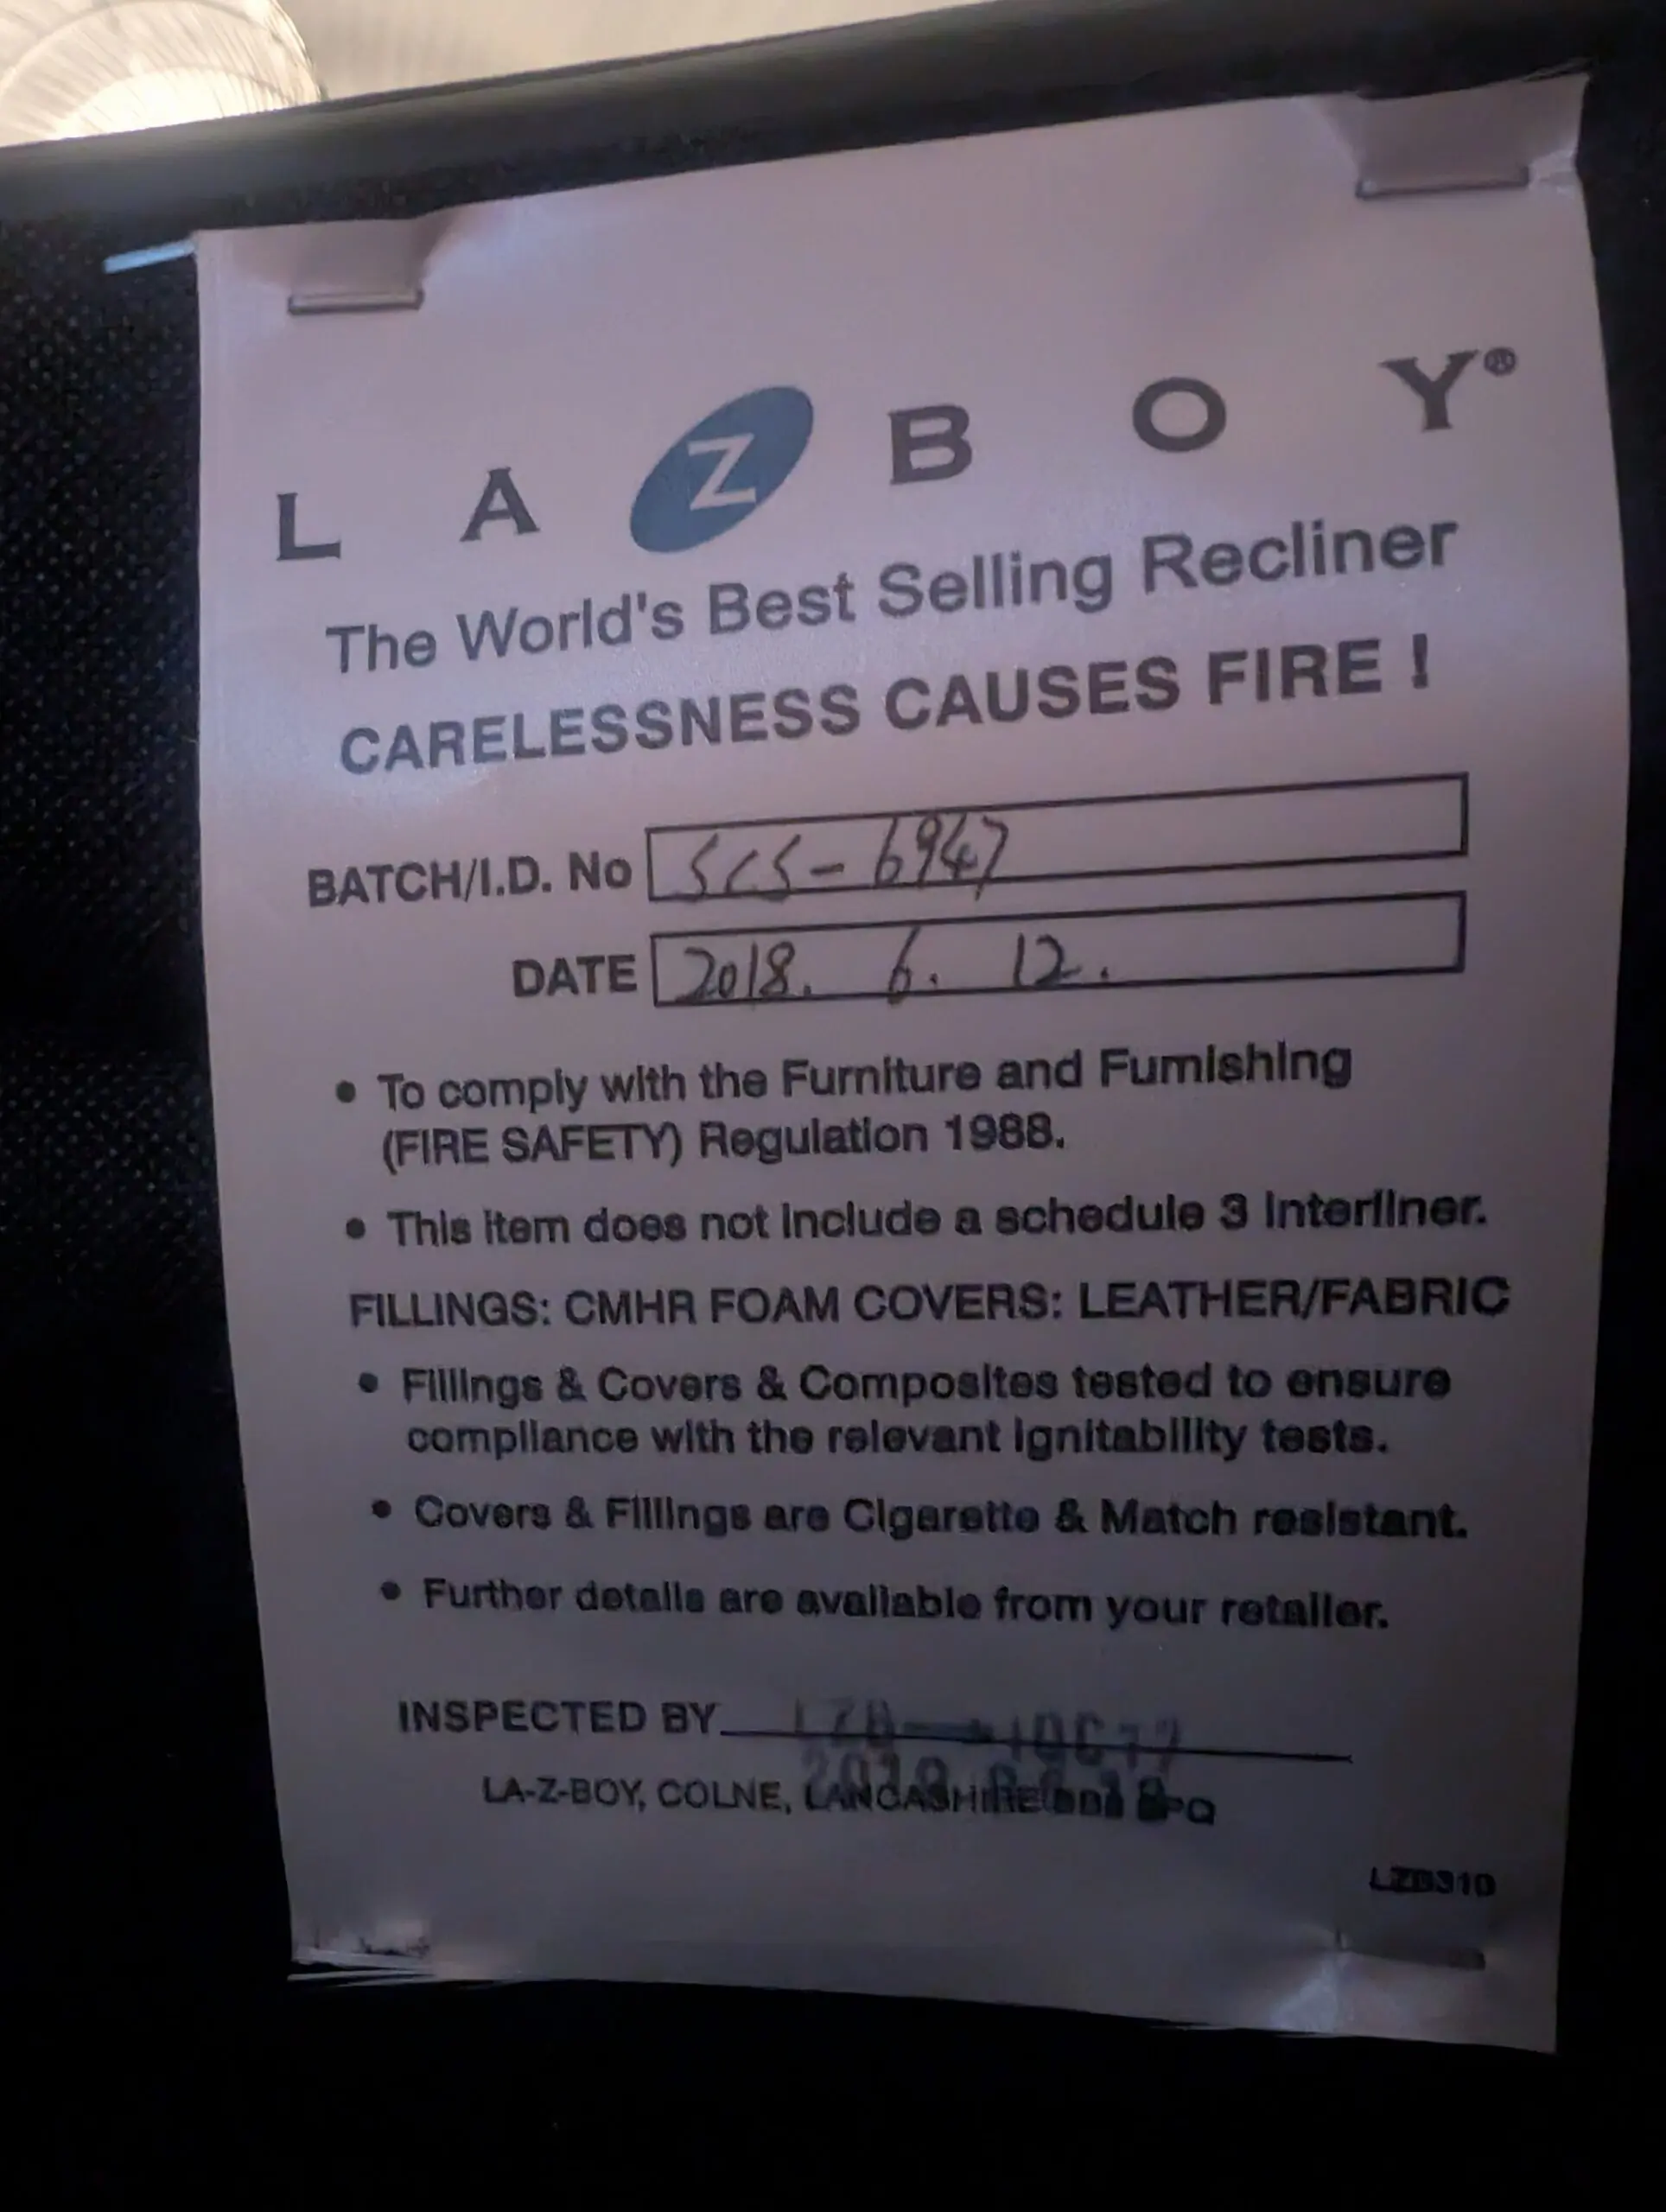 LA Z BOY®
The World's Best Selling Recliner
CARELESSNESS CAUSES FIRE !
BATCH/I.D. No SCS-6947
DATE 2018. 6. 12.
• To comply with the Furniture and Furnishing
(FIRE SAFETY) Regulation 1988.
• This item does not include a schedule 3 interliner.
FILLINGS: CMHR FOAM COVERS: LEATHER/FABRIC
• Fillings & Covers & Composites tested to ensure
compliance with the relevant ignitability tests.
• Covers & Fillings are Cigarette & Match resistant.
• Further details are available from your retailer.
INSPECTED BY
LA-Z-BOY, COLNE, LANCASHIRE
LZB310